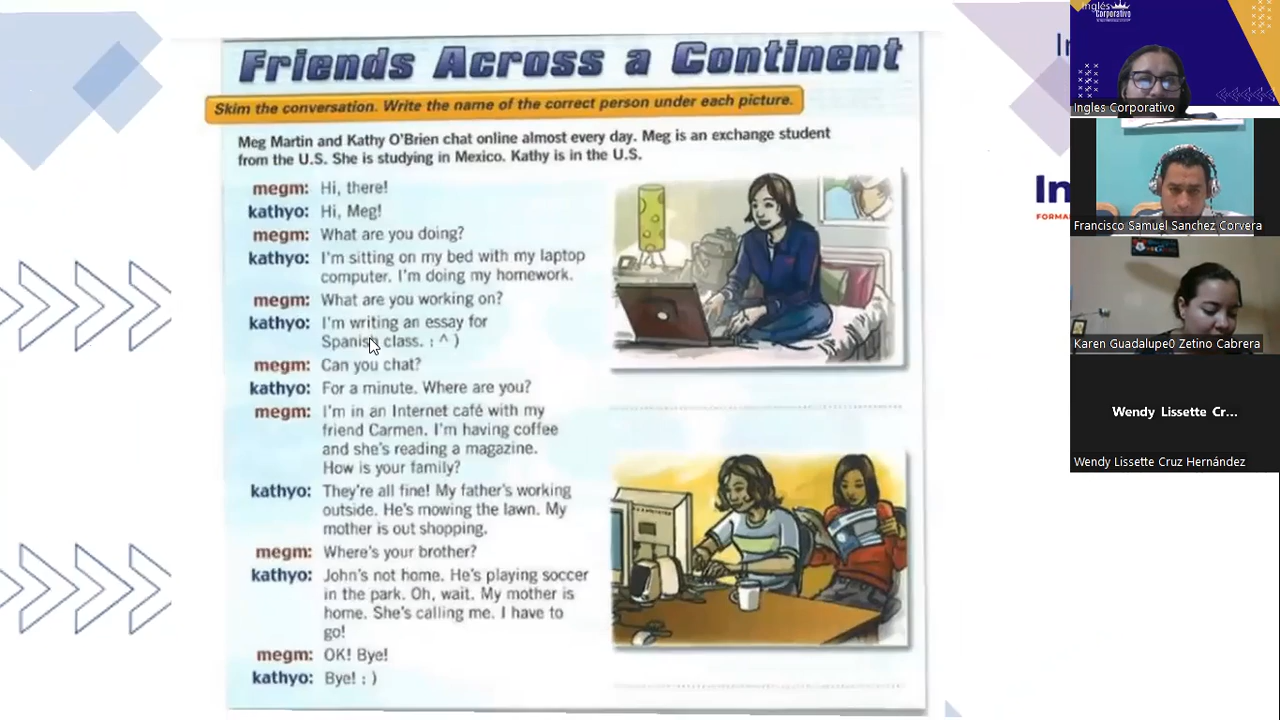 Friends Across a Continent
Skim the conversation. Write the name of the correct person under each picture.
Meg Martin and Kathy O'Brien chat online almost every day. Meg is an exchange student
from the U.S. She is studying in Mexico. Kathy is in the U.S.
megm: Hi, there!
kathyo: Hi, Meg!
megm: What are you doing?
kathyo: I'm sitting on my bed with my laptop
computer. I'm doing my homework.
megm: What are you working on?
kathyo: I'm writing an essay for
Spanish class. : ^ )
megm: Can you chat?
kathyo: For a minute. Where are you?
megm: I'm in an Internet café with my
friend Carmen. I'm having coffee
and she's reading a magazine.
How is your family?
kathyo: They're all fine! My father's working
outside. He's mowing the lawn. My
mother is out shopping.
megm: Where's your brother?
kathyo: John's not home. He's playing soccer
in the park. Oh, wait. My mother is
home. She's calling me. I have to
go!
megm: OK! Bye!
kathyo: Bye! : )
In
In
FORMA
Inglés
Corporativo
Ingles Corporativo
Francisco Samuel Sanchez Corvera
Karen Guadalupe0 Zetino Cabrera
Wendy Lissette Cr...
Wendy Lissette Cruz Hernández